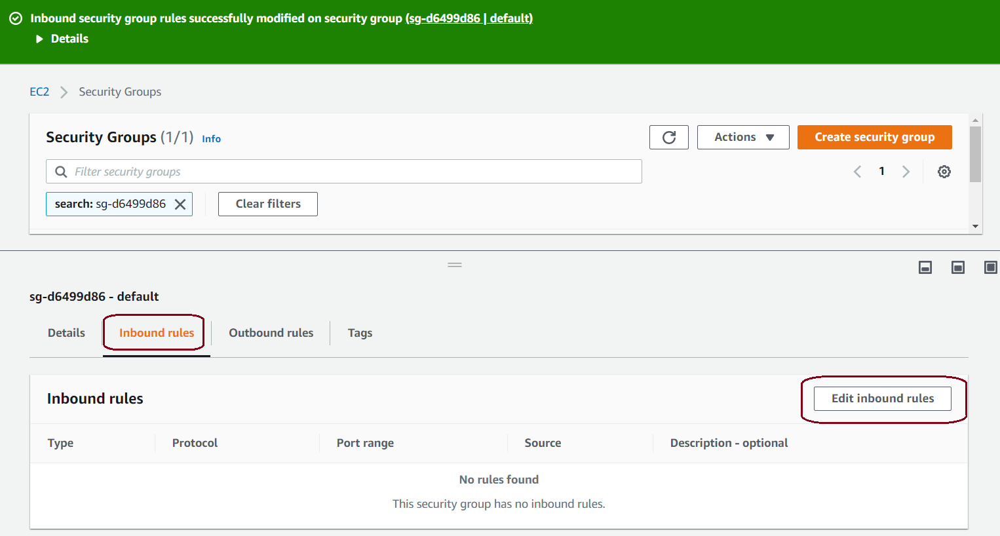 Inbound security group rules successfully modified on security group (sg-d6499d86 | default)
Details
EC2 Security Groups
Security Groups (1/1) Info
Actions
Create security group
Filter security groups
1
search: sg-d6499d86
Clear filters
sg-d6499d86 - default
Details Inbound rules Outbound rules Tags
Inbound rules
Edit inbound rules
Type Protocol Port range Source Description - optional
No rules found
This security group has no inbound rules.